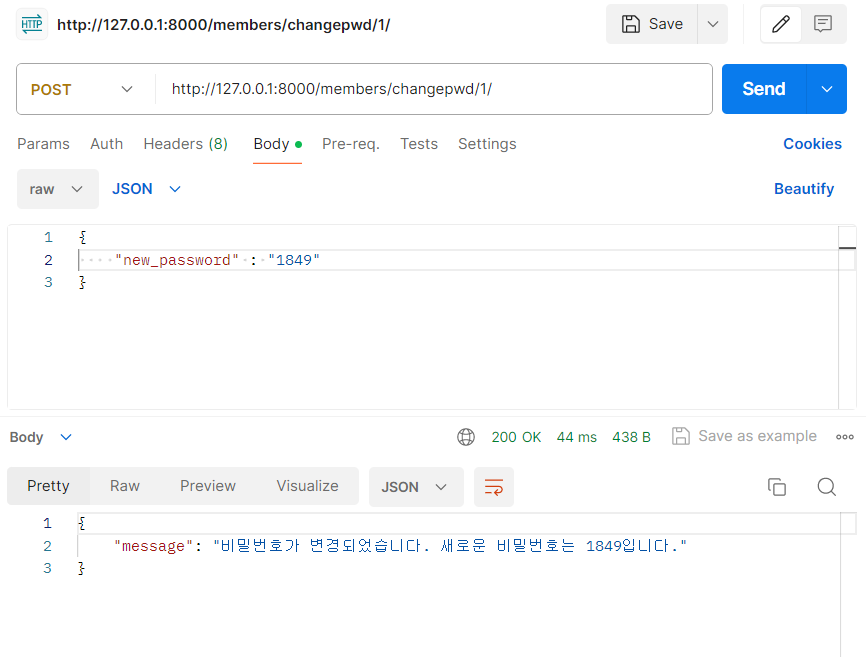 HTTP http://127.0.0.1:8000/members/changepwd/1/ Save
POST http://127.0.0.1:8000/members/changepwd/1/ Send
Params Auth Headers (8) Body Pre-req. Tests Settings Cookies
raw JSON Beautify
1 {
2 "new_password" : "1849"
3 }
Body 200 OK 44 ms 438 B Save as example
Pretty Raw Preview Visualize JSON
1 {
2 "message": "비밀번호가 변경되었습니다. 새로운 비밀번호는 1849입니다."
3 }